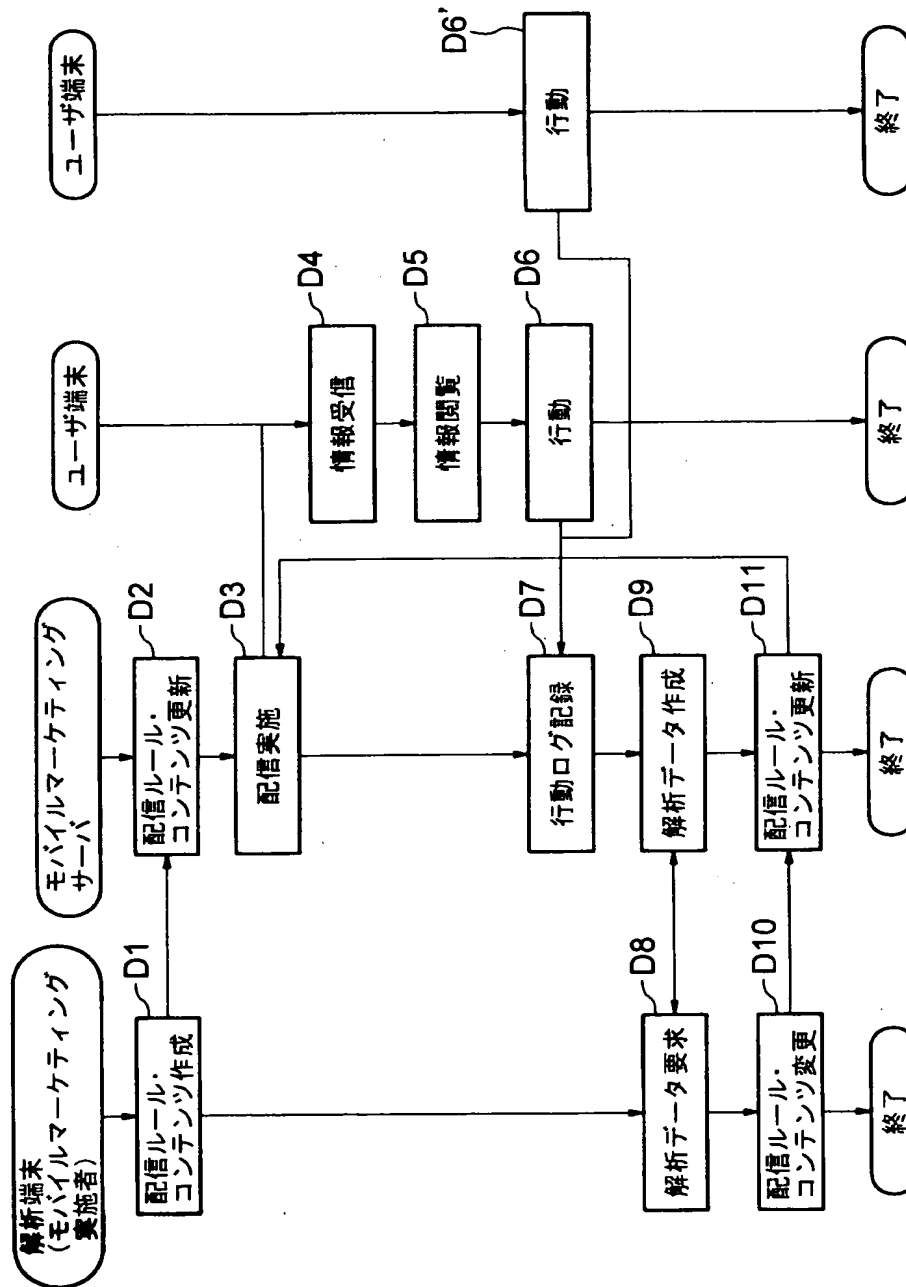 解析端末
(モバイルマーケティング
実施者)
D1
配信ルール・
コンテンツ作成
D8
解析データ要求
D10
配信ルール・
コンテンツ変更
終了
モバイルマーケティング
サーバ
D2
配信ルール・
コンテンツ更新
D3
配信実施
D7
行動ログ記録
D9
解析データ作成
D11
配信ルール・
コンテンツ更新
終了
ユーザ端末
D4
情報受信
D5
情報閲覧
D6
行動
終了
ユーザ端末
D6'
行動
終了